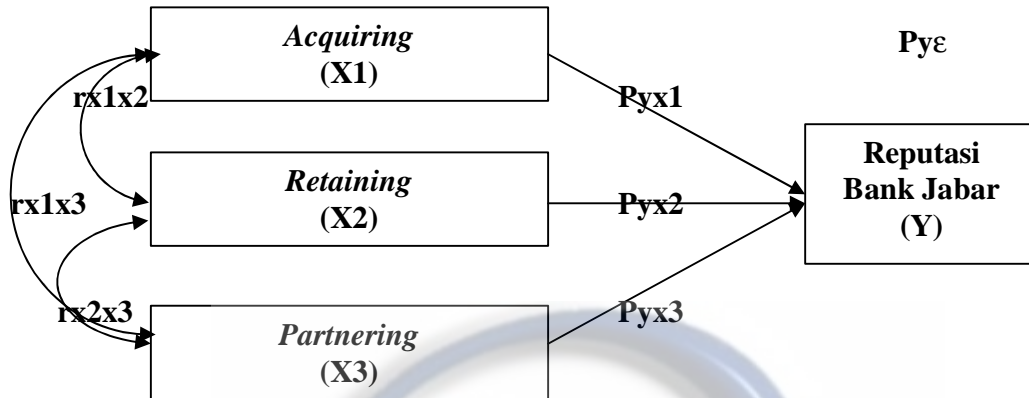 Acquiring
(X1)
Pyε
rx1x2
Pyx1
Reputasi
Bank Jabar
(Y)
Retaining
(X2)
rx1x3
Pyx2
rx2x3
Pyx3
Partnering
(X3)